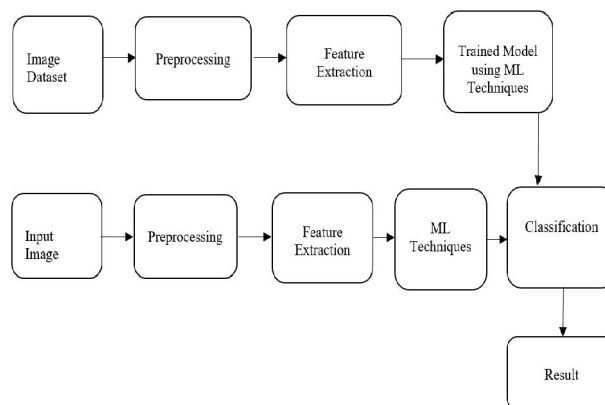 Image
Dataset
Preprocessing
Feature
Extraction
Trained Model
using ML
Techniques
Input
Image
Preprocessing
Feature
Extraction
ML
Techniques
Classification
Result